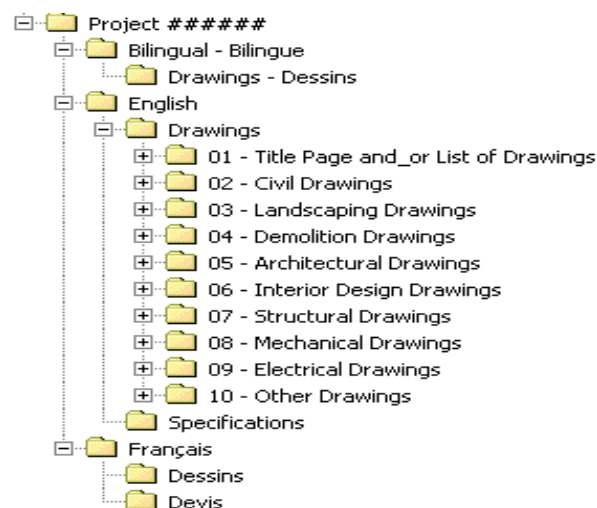 Project ######
Bilingual - Bilingue
Drawings - Dessins
English
Drawings
01 - Title Page and_or List of Drawings
02 - Civil Drawings
03 - Landscaping Drawings
04 - Demolition Drawings
05 - Architectural Drawings
06 - Interior Design Drawings
07 - Structural Drawings
08 - Mechanical Drawings
09 - Electrical Drawings
10 - Other Drawings
Specifications
Français
Dessins
Devis